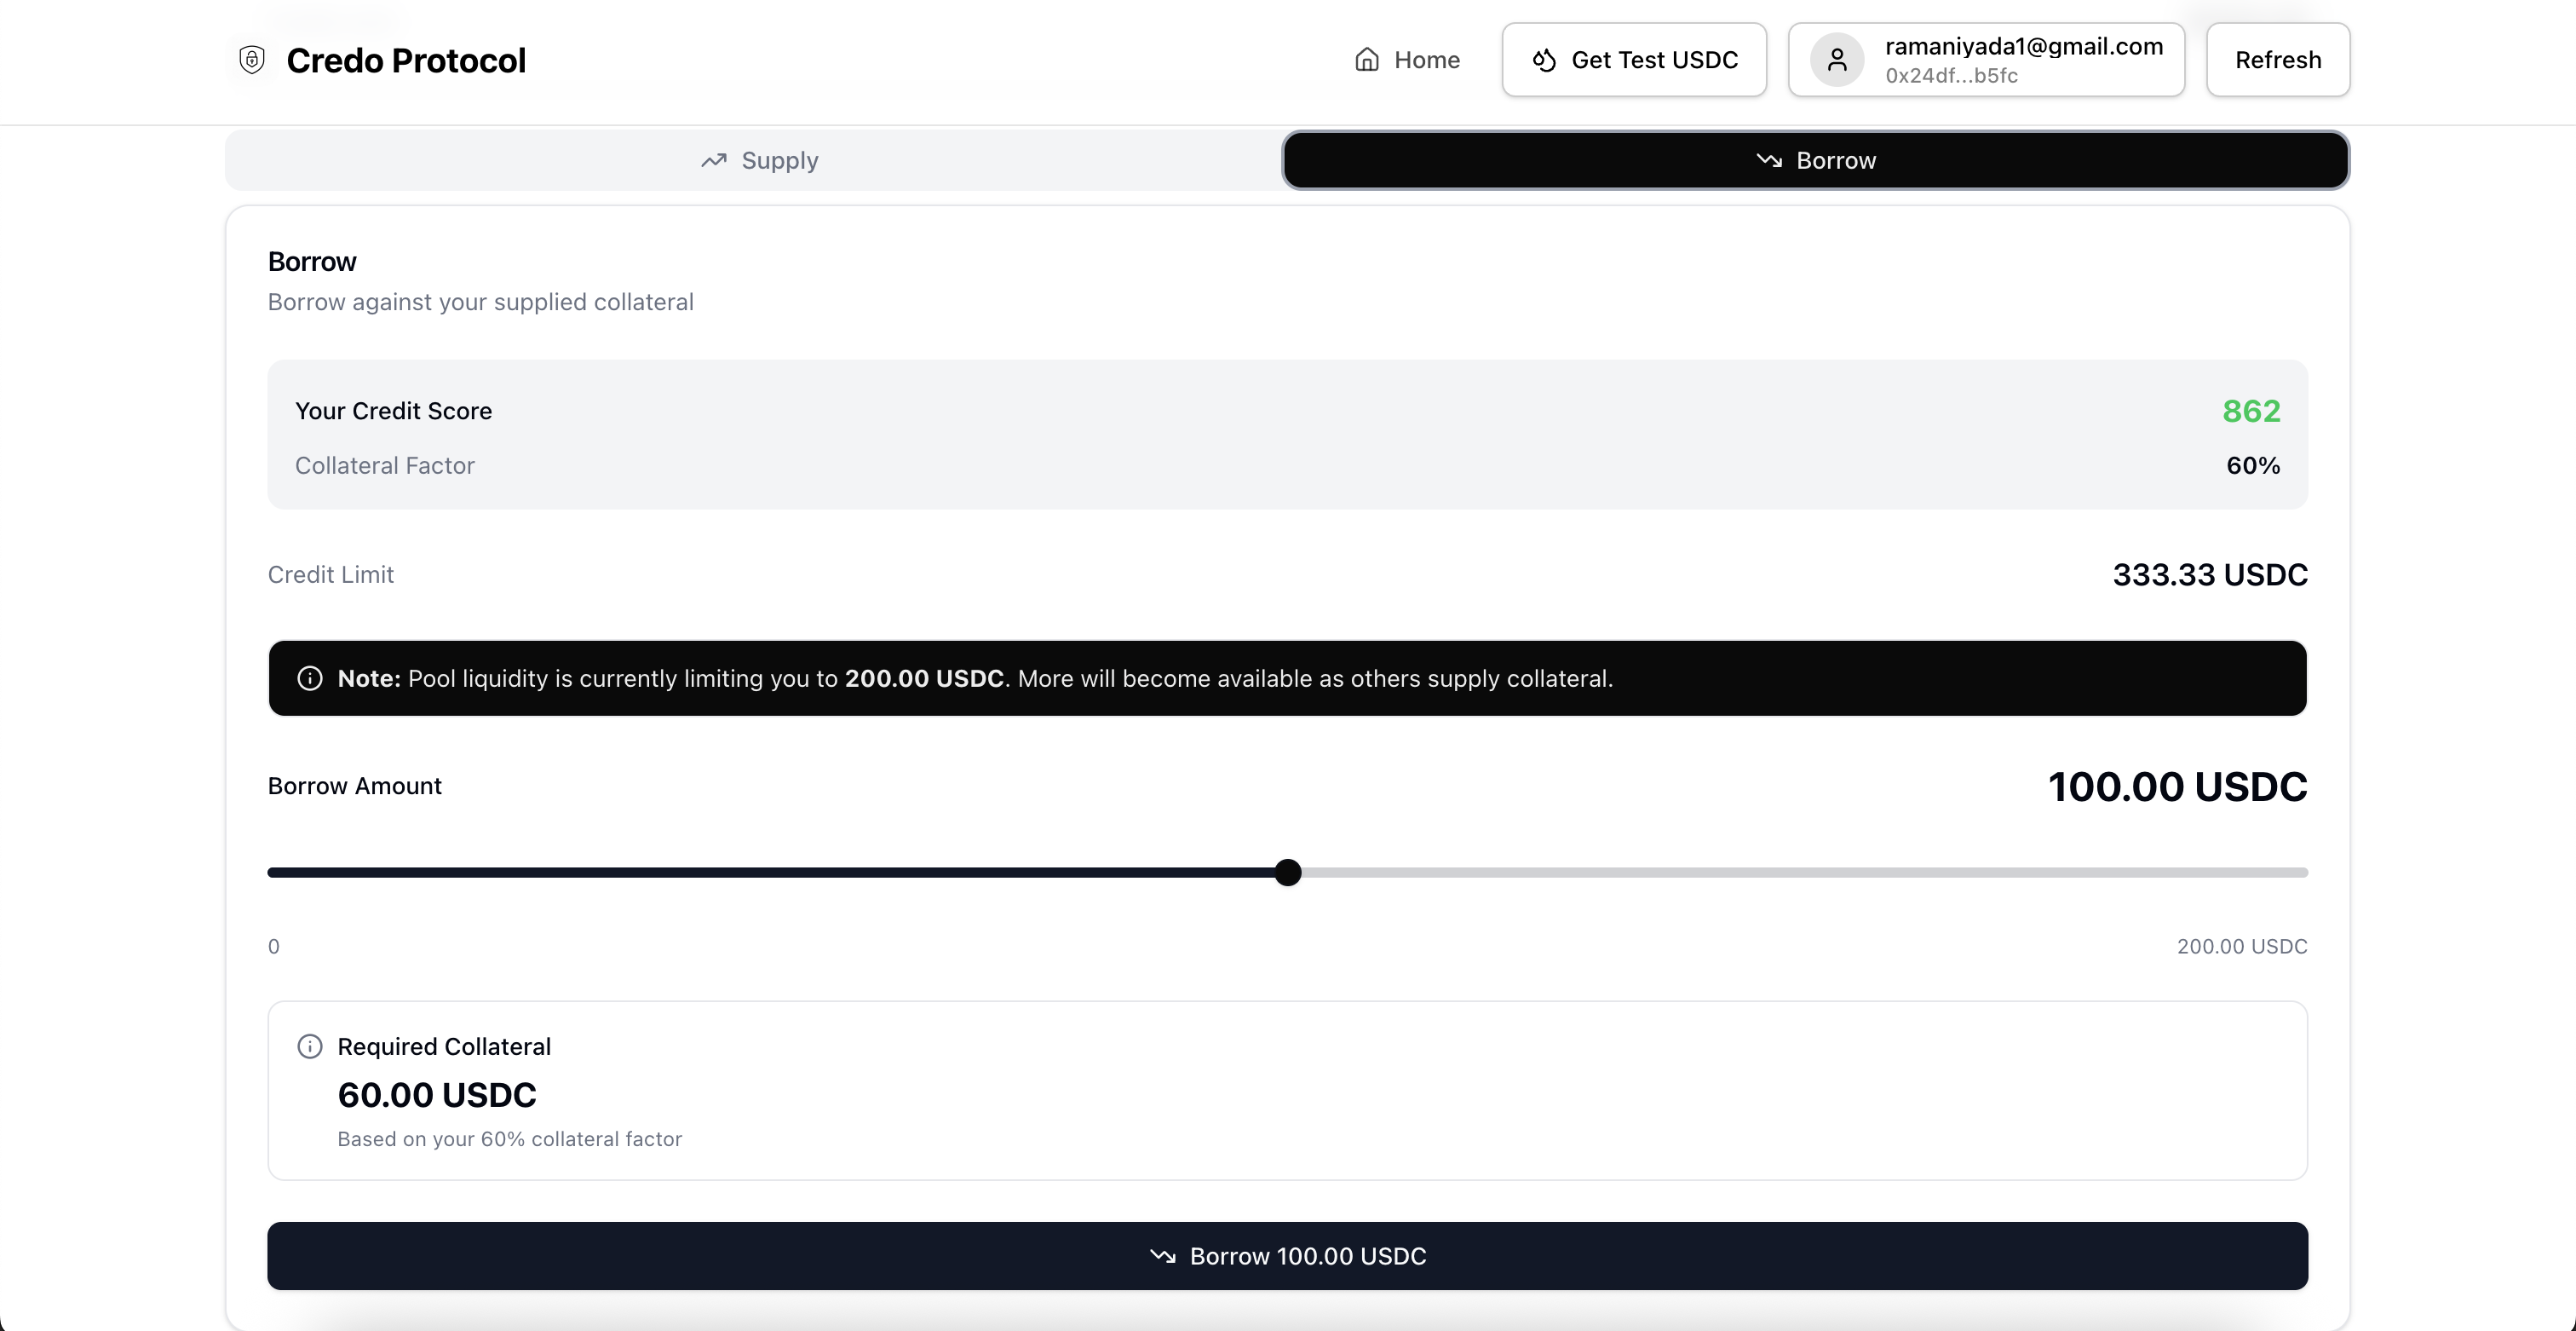 Credo Protocol
Home
Get Test USDC
ramaniyada1@gmail.com
0x24df...b5fc
Refresh
Supply
Borrow
Borrow
Borrow against your supplied collateral
Your Credit Score
862
Collateral Factor
60%
Credit Limit
333.33 USDC
Note: Pool liquidity is currently limiting you to 200.00 USDC. More will become available as others supply collateral.
Borrow Amount
100.00 USDC
0
200.00 USDC
Required Collateral
60.00 USDC
Based on your 60% collateral factor
Borrow 100.00 USDC